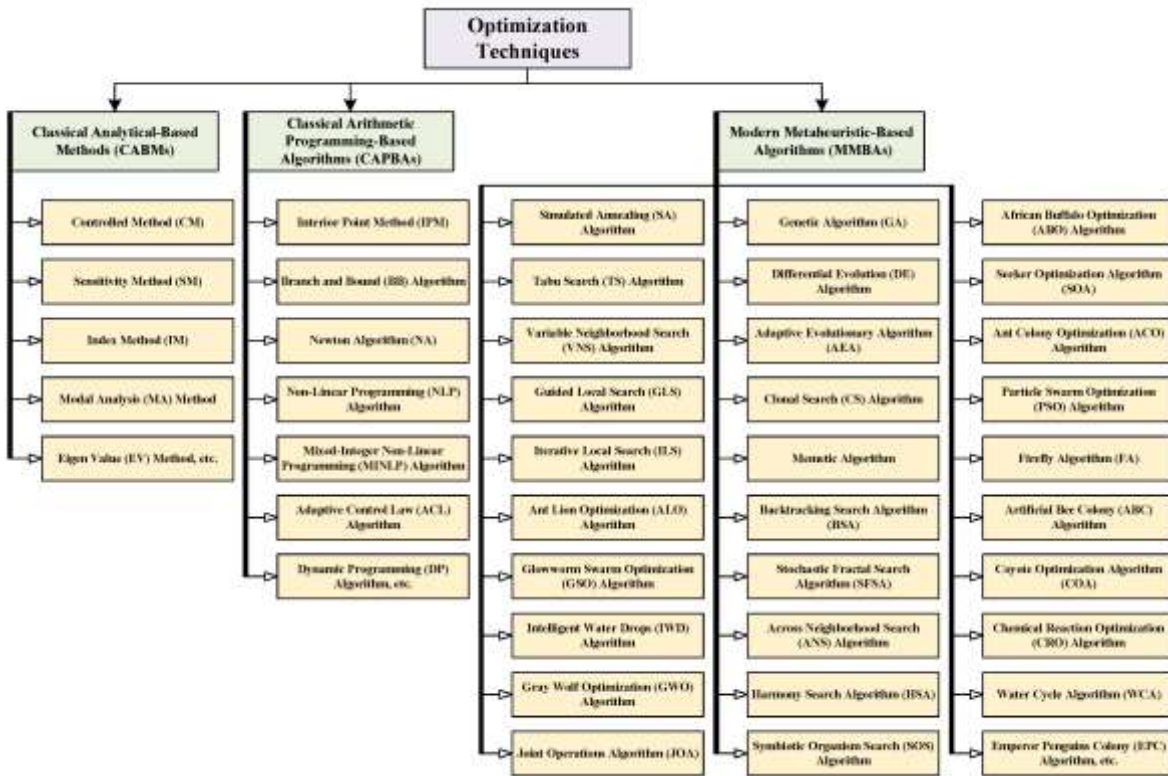 Optimization
Techniques
Classical Analytical-Based
Methods (CABMs)
Controlled Method (CM)
Sensitivity Method (SM)
Index Method (IM)
Modal Analysis (MA) Method
Eigen Value (EV) Method, etc.
Classical Arithmetic
Programming-Based
Algorithms (CAPBAs)
Interior Point Method (IPM)
Branch and Bound (BB) Algorithm
Newton Algorithm (NA)
Non-Linear Programming (NLP)
Algorithm
Mixed-Integer Non-Linear
Programming (MINLP) Algorithm
Adaptive Control Law (ACL)
Algorithm
Dynamic Programming (DP)
Algorithm, etc.
Modern Metaheuristic-Based
Algorithms (MMBAs)
Simulated Annealing (SA)
Algorithm
Tabu Search (TS) Algorithm
Variable Neighborhood Search
(VNS) Algorithm
Guided Local Search (GLS)
Algorithm
Iterative Local Search (ILS)
Algorithm
Ant Lion Optimization (ALO)
Algorithm
Glowworm Swarm Optimization
(GSO) Algorithm
Intelligent Water Drops (IWD)
Algorithm
Gray Wolf Optimization (GWO)
Algorithm
Joint Operations Algorithm (JOA)
Genetic Algorithm (GA)
Differential Evolution (DE)
Algorithm
Adaptive Evolutionary Algorithm
(AEA)
Clonal Search (CS) Algorithm
Memetic Algorithm
Backtracking Search Algorithm
(BSA)
Stochastic Fractal Search
Algorithm (SFSA)
Across Neighborhood Search
(ANS) Algorithm
Harmony Search Algorithm (HSA)
Symbiotic Organism Search (SOS)
Algorithm
African Buffalo Optimization
(ABO) Algorithm
Seeker Optimization Algorithm
(SOA)
Ant Colony Optimization (ACO)
Algorithm
Particle Swarm Optimization
(PSO) Algorithm
Firefly Algorithm (FA)
Artificial Bee Colony (ABC)
Algorithm
Coyote Optimization Algorithm
(COA)
Chemical Reaction Optimization
(CRO) Algorithm
Water Cycle Algorithm (WCA)
Emperor Penguins Colony (EPC)
Algorithm, etc.